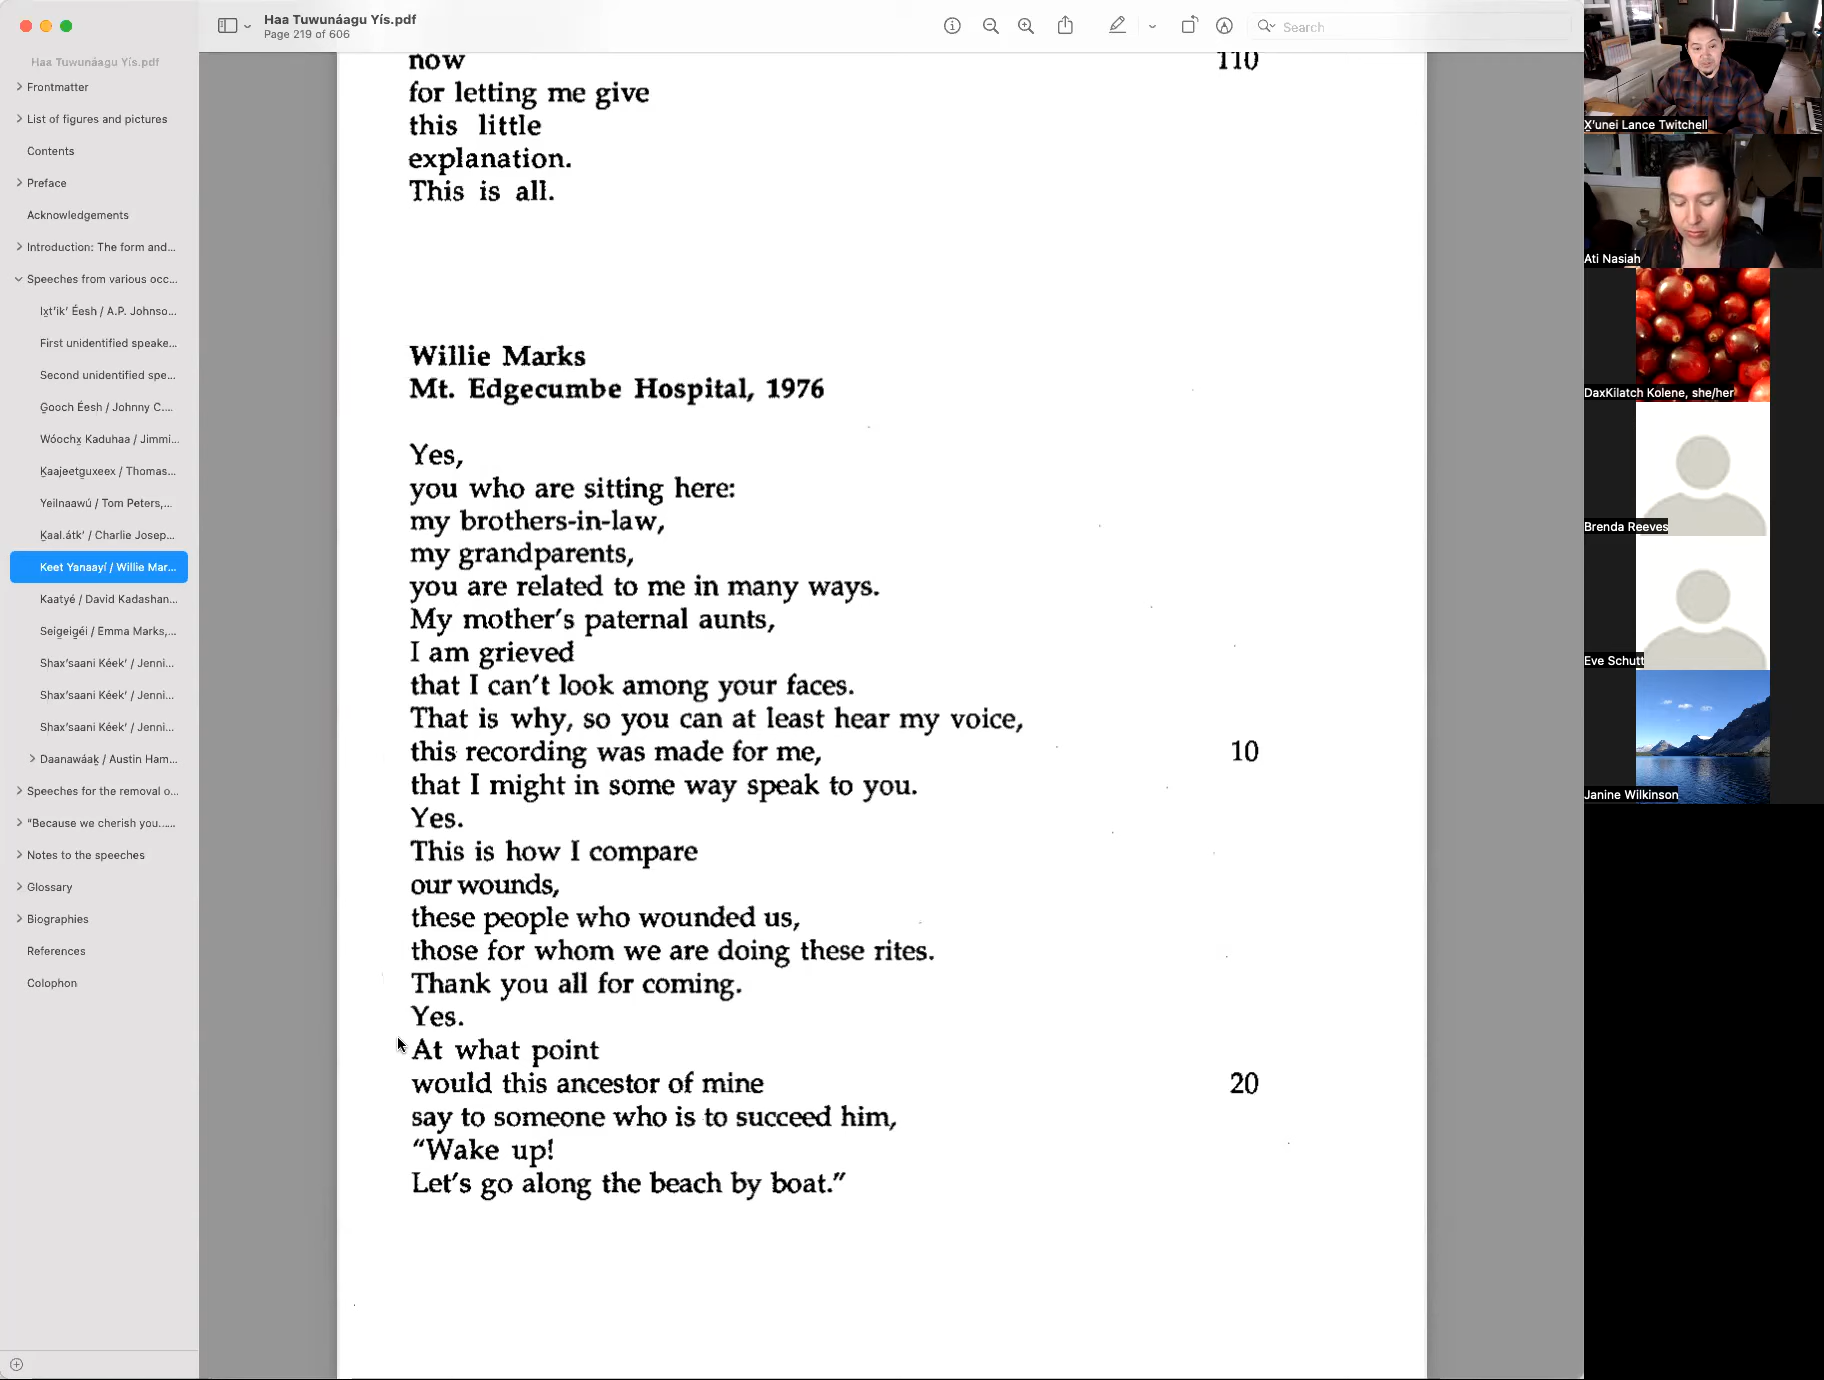 Haa Tuwunáagu Yís.pdf
Page 219 of 606
Search
Haa Tuwunáagu Yís.pdf
Frontmatter
List of figures and pictures
Contents
Preface
Acknowledgements
Introduction: The form and...
Speeches from various occ...
Ix̱t'ik' Éesh / A.P. Johnso...
First unidentified speake...
Second unidentified spe...
G̱ooch Éesh / Johnny C....
Wóochx̱ Kaduhaa / Jimmi...
Ḵaajeetguxeex / Thomas...
Yeilnaawú / Tom Peters,...
Ḵaal.átk' / Charlie Josep...
Keet Yanaayí / Willie Mar...
Kaatyé / David Kadashan...
Seig̱eig̱éi / Emma Marks,...
Shax'saani Kéek' / Jenni...
Shax'saani Kéek' / Jenni...
Shax'saani Kéek' / Jenni...
Daanawáaḵ / Austin Ham...
Speeches for the removal o...
"Because we cherish you......
Notes to the speeches
Glossary
Biographies
References
Colophon
now 110
for letting me give
this little
explanation.
This is all.
Willie Marks
Mt. Edgecumbe Hospital, 1976
Yes,
you who are sitting here:
my brothers-in-law,
my grandparents,
you are related to me in many ways.
My mother's paternal aunts,
I am grieved
that I can't look among your faces.
That is why, so you can at least hear my voice,
this recording was made for me, 10
that I might in some way speak to you.
Yes.
This is how I compare
our wounds,
these people who wounded us,
those for whom we are doing these rites.
Thank you all for coming.
Yes.
At what point
would this ancestor of mine 20
say to someone who is to succeed him,
"Wake up!
Let's go along the beach by boat."
X̱'unei Lance Twitchell
Ati Nasiah
DaxKilatch Kolene, she/her
Brenda Reeves
Eve Schutt
Janine Wilkinson